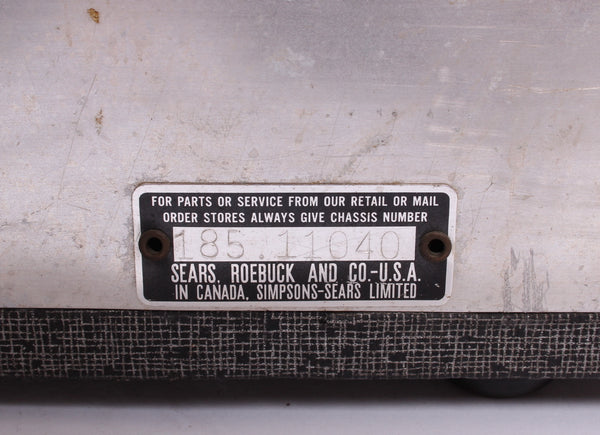 FOR PARTS OR SERVICE FROM OUR RETAIL OR MAIL
ORDER STORES ALWAYS GIVE CHASSIS NUMBER
185.11040
SEARS, ROEBUCK AND CO.-U.S.A.
IN CANADA, SIMPSONS-SEARS LIMITED